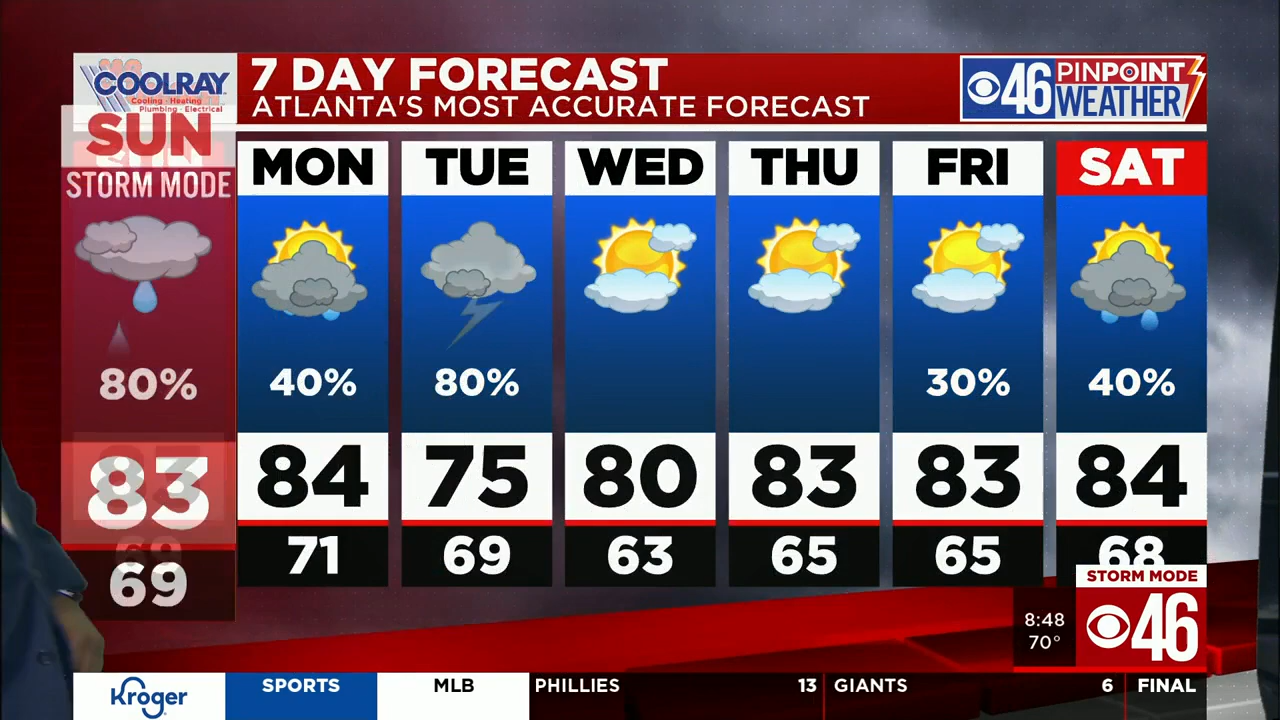 COOLRAY
Cooling - Heating
Plumbing - Electrical
7 DAY FORECAST
ATLANTA'S MOST ACCURATE FORECAST
46 PINPOINT WEATHER
SUN
STORM MODE
80%
83
69
MON
40%
84
71
TUE
80%
75
69
WED
80
63
THU
83
65
FRI
30%
83
65
SAT
40%
84
68
STORM MODE
8:48
70°
46
Kroger
SPORTS
MLB
PHILLIES 13
GIANTS 6
FINAL